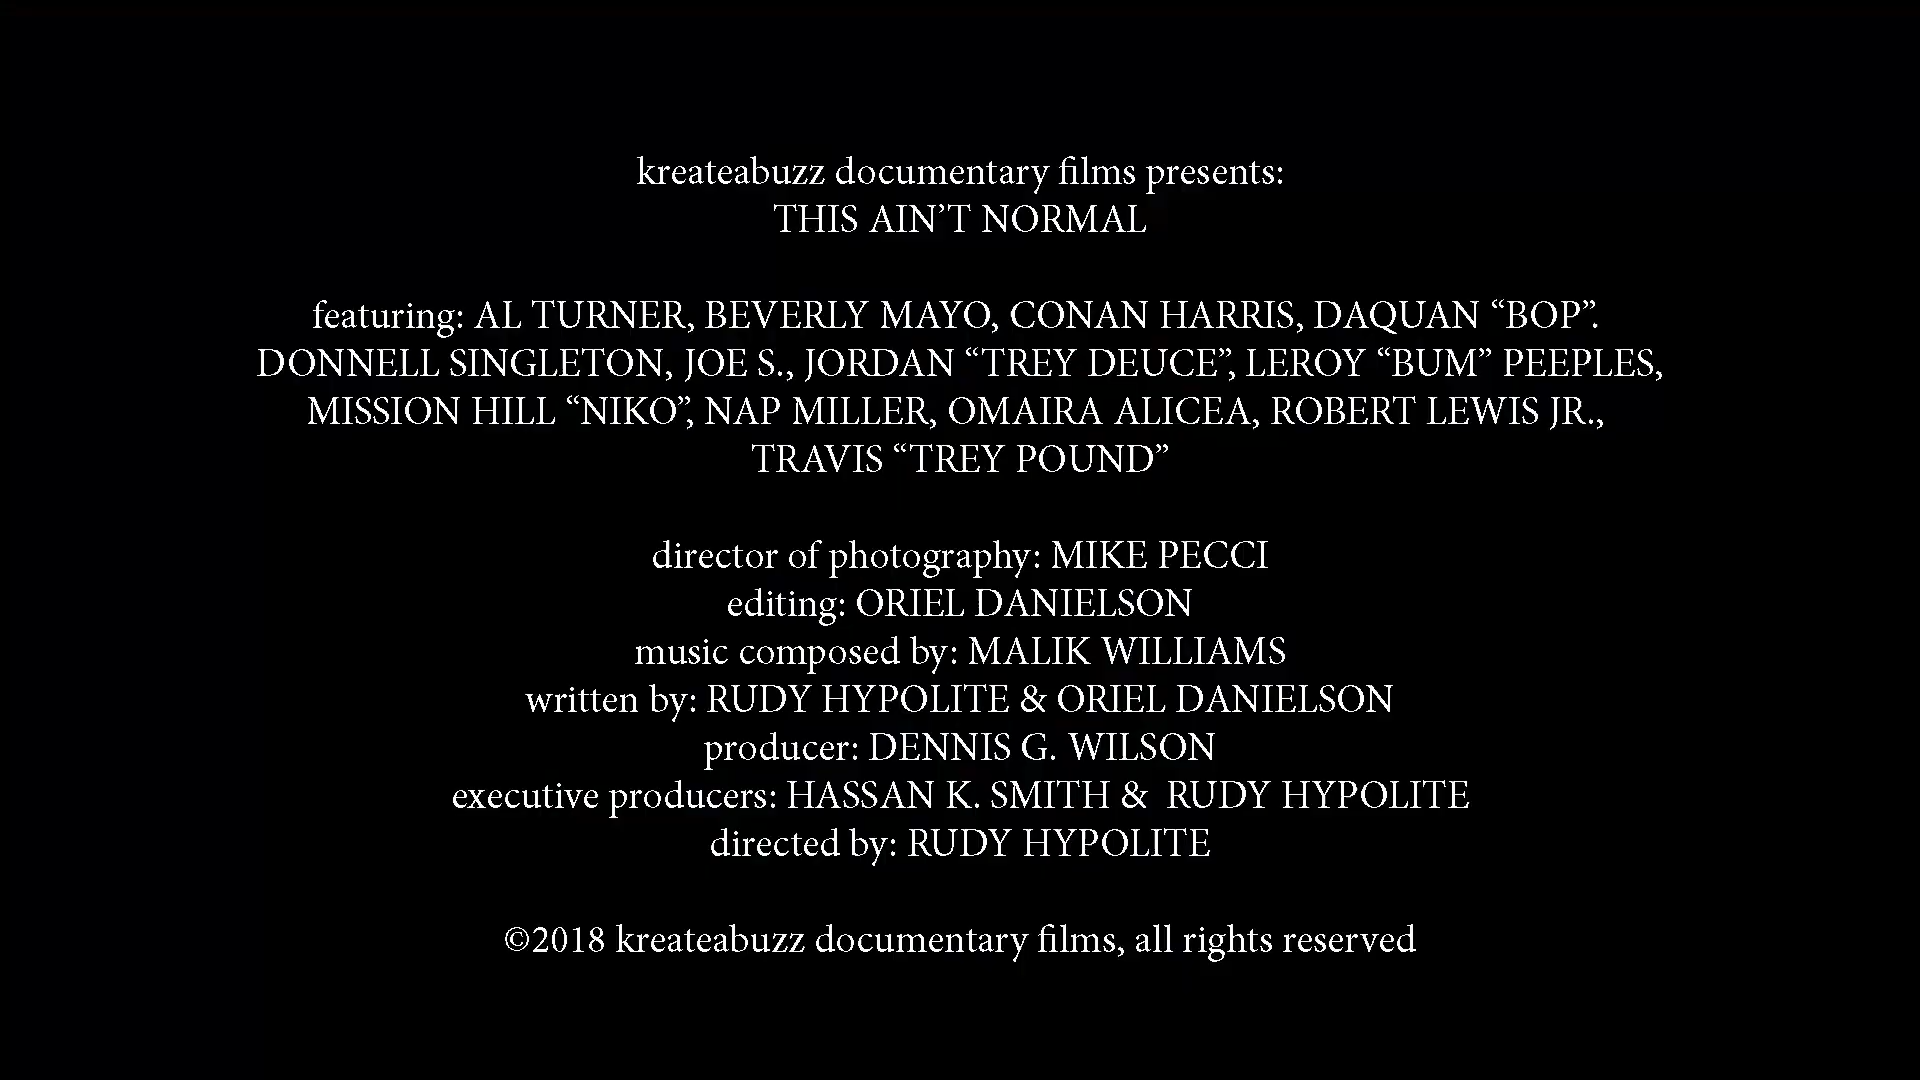 kreateabuzz documentary films presents:
THIS AIN’T NORMAL
featuring: AL TURNER, BEVERLY MAYO, CONAN HARRIS, DAQUAN “BOP”.
DONNELL SINGLETON, JOE S., JORDAN “TREY DEUCE”, LEROY “BUM” PEEPLES,
MISSION HILL “NIKO”, NAP MILLER, OMAIRA ALICEA, ROBERT LEWIS JR.,
TRAVIS “TREY POUND”
director of photography: MIKE PECCI
editing: ORIEL DANIELSON
music composed by: MALIK WILLIAMS
written by: RUDY HYPOLITE & ORIEL DANIELSON
producer: DENNIS G. WILSON
executive producers: HASSAN K. SMITH &  RUDY HYPOLITE
directed by: RUDY HYPOLITE
©2018 kreateabuzz documentary films, all rights reserved